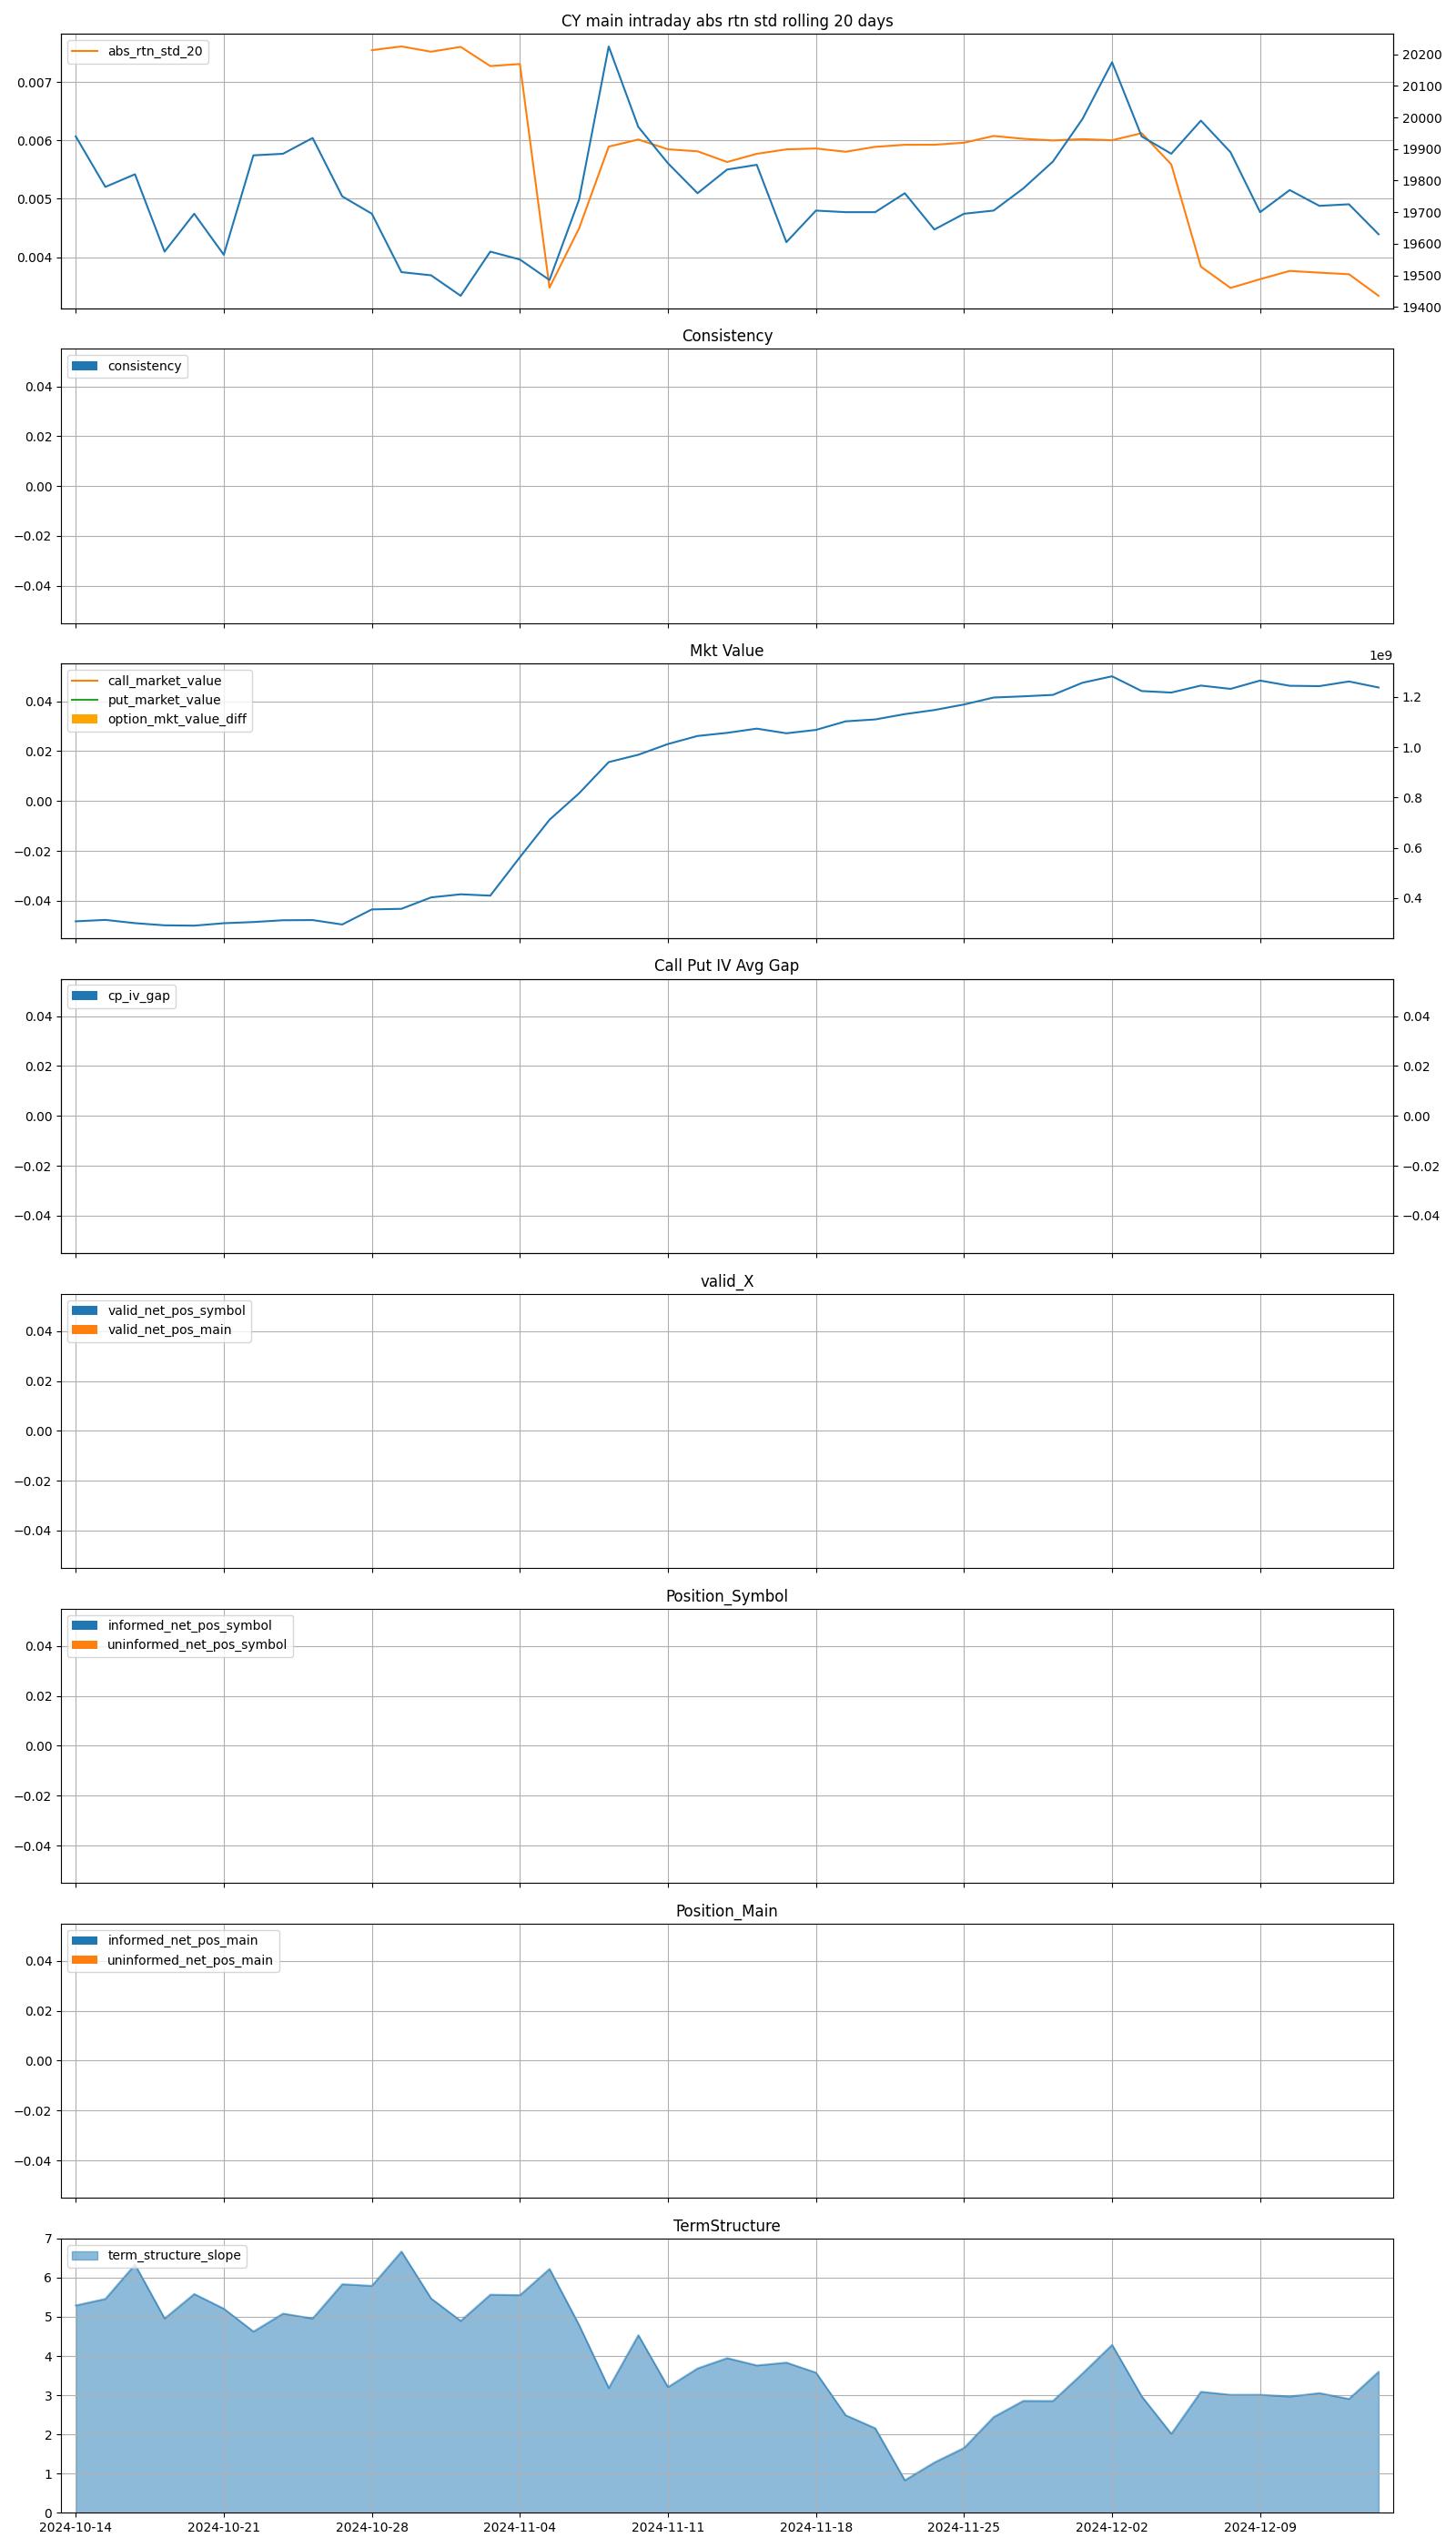 CY main intraday abs rtn std rolling 20 days
abs_rtn_std_20
0.007
0.006
0.005
0.004
20200
20100
20000
19900
19800
19700
19600
19500
19400
Consistency
consistency
0.04
0.02
0.00
−0.02
−0.04
Mkt Value
1e9
call_market_value
put_market_value
option_mkt_value_diff
0.04
0.02
0.00
−0.02
−0.04
1.2
1.0
0.8
0.6
0.4
Call Put IV Avg Gap
cp_iv_gap
0.04
0.02
0.00
−0.02
−0.04
0.04
0.02
0.00
−0.02
−0.04
valid_X
valid_net_pos_symbol
valid_net_pos_main
0.04
0.02
0.00
−0.02
−0.04
Position_Symbol
informed_net_pos_symbol
uninformed_net_pos_symbol
0.04
0.02
0.00
−0.02
−0.04
Position_Main
informed_net_pos_main
uninformed_net_pos_main
0.04
0.02
0.00
−0.02
−0.04
TermStructure
term_structure_slope
7
6
5
4
3
2
1
0
2024-10-14 2024-10-21 2024-10-28 2024-11-04 2024-11-11 2024-11-18 2024-11-25 2024-12-02 2024-12-09